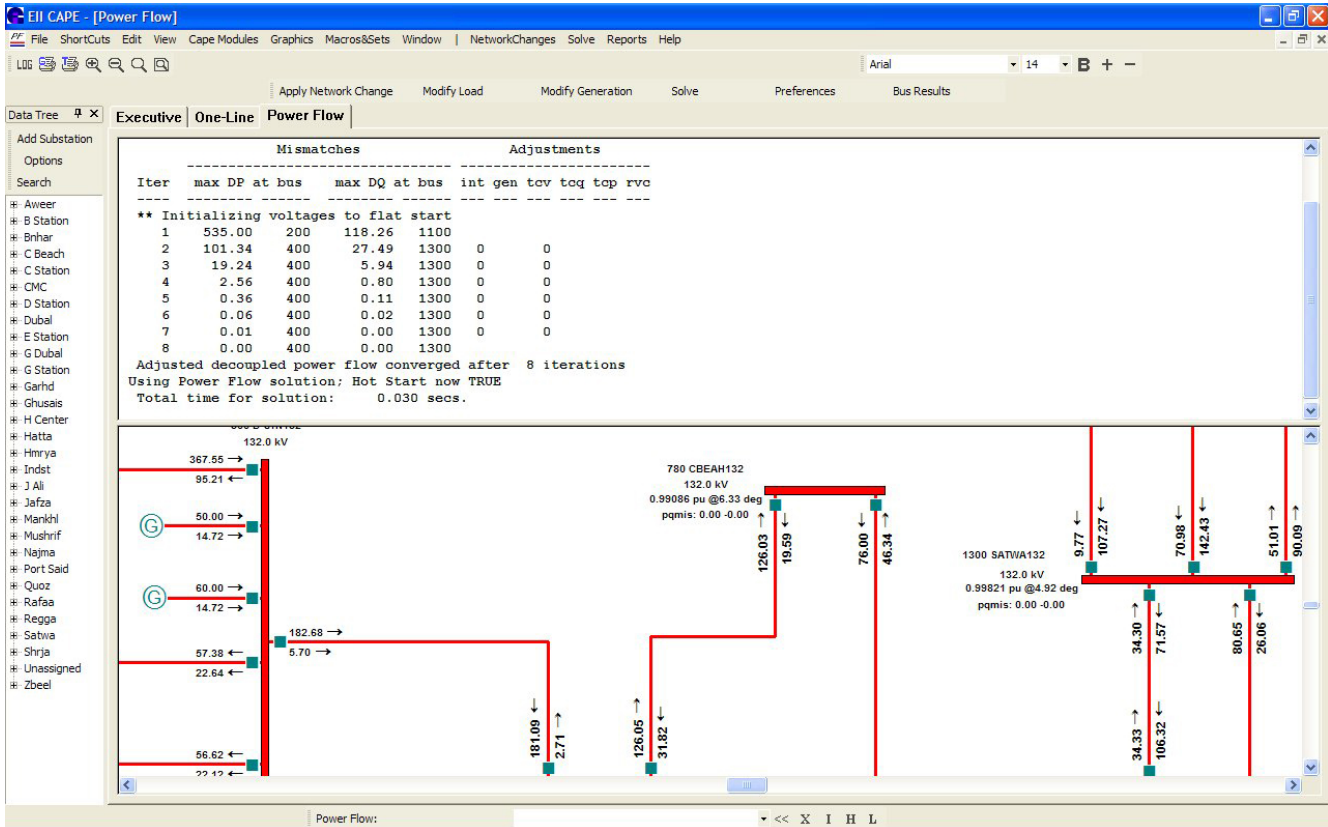 EII CAPE - [Power Flow]
PF File ShortCuts Edit View Cape Modules Graphics Macros&Sets Window | NetworkChanges Solve Reports Help
LOG Arial 14 B + −
Apply Network Change Modify Load Modify Generation Solve Preferences Bus Results
Data Tree
Executive One-Line Power Flow
Add Substation
Options
Search
Aweer
B Station
Bnhar
C Beach
C Station
CMC
D Station
Dubal
E Station
G Dubal
G Station
Garhd
Ghusais
H Center
Hatta
Hmrya
Indst
J Ali
Jafza
Mankhl
Mushrif
Najma
Port Said
Quoz
Rafaa
Regga
Satwa
Shrja
Unassigned
Zbeel
Mismatches Adjustments
Iter max DP at bus max DQ at bus int gen tcv tcq tcp rvc
** Initializing voltages to flat start
1 535.00 200 118.26 1100
2 101.34 400 27.49 1300 0 0
3 19.24 400 5.94 1300 0 0
4 2.56 400 0.80 1300 0 0
5 0.36 400 0.11 1300 0 0
6 0.06 400 0.02 1300 0 0
7 0.01 400 0.00 1300 0 0
8 0.00 400 0.00 1300
Adjusted decoupled power flow converged after 8 iterations
Using Power Flow solution; Hot Start now TRUE
Total time for solution: 0.030 secs.
132.0 kV
367.55 →
95.21 ←
G
50.00 →
14.72 →
G
60.00 →
14.72 →
182.68 →
5.70 →
57.38 ←
22.64 ←
56.62 ←
22.12 ←
181.09 →
2.71 ←
780 CBEAH132
132.0 kV
0.99086 pu @6.33 deg
pqmis: 0.00 -0.00
126.03
19.59
76.00
46.34
126.05
31.82
1300 SATWA132
132.0 kV
0.99821 pu @4.92 deg
pqmis: 0.00 -0.00
9.77
107.27
70.98
142.43
51.01
90.09
34.30
71.57
80.65
26.06
34.33
106.32
Power Flow: << X I H L